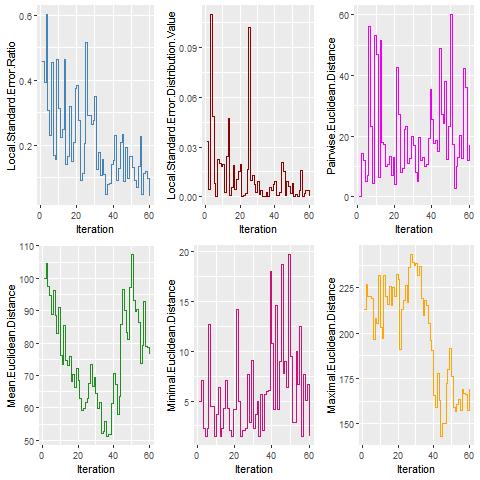 Local.Standard.Error.Ratio
0.6
0.4
0.2
0 20 40 60
Iteration
Local.Standard.Error.Distribution.Value
0.09
0.06
0.03
0.00
0 20 40 60
Iteration
Pairwise.Euclidean.Distance
60
40
20
0
0 20 40 60
Iteration
Mean.Euclidean.Distance
110
100
90
80
70
60
50
0 20 40 60
Iteration
Minimal.Euclidean.Distance
20
15
10
5
0 20 40 60
Iteration
Maximal.Euclidean.Distance
225
200
175
150
0 20 40 60
Iteration